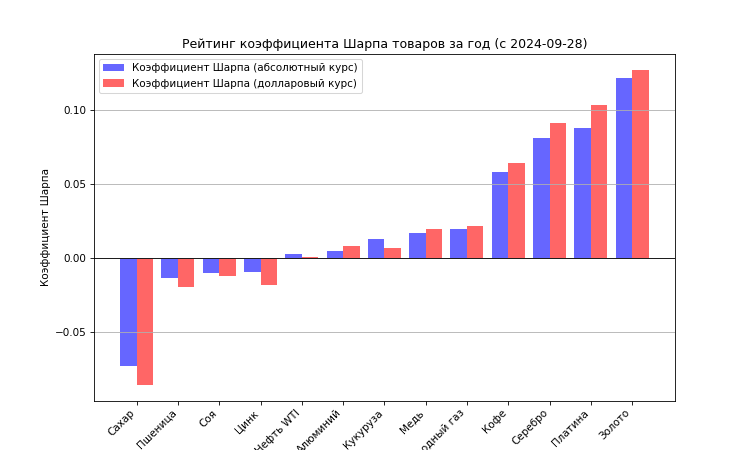 Рейтинг коэффициента Шарпа товаров за год (с 2024-09-28)
Коэффициент Шарпа (абсолютный курс)
Коэффициент Шарпа (долларовый курс)
Коэффициент Шарпа
0.10
0.05
0.00
−0.05
Сахар
Пшеница
Соя
Цинк
Нефть WTI
Алюминий
Кукуруза
Медь
газ
Кофе
Серебро
Платина
Золото